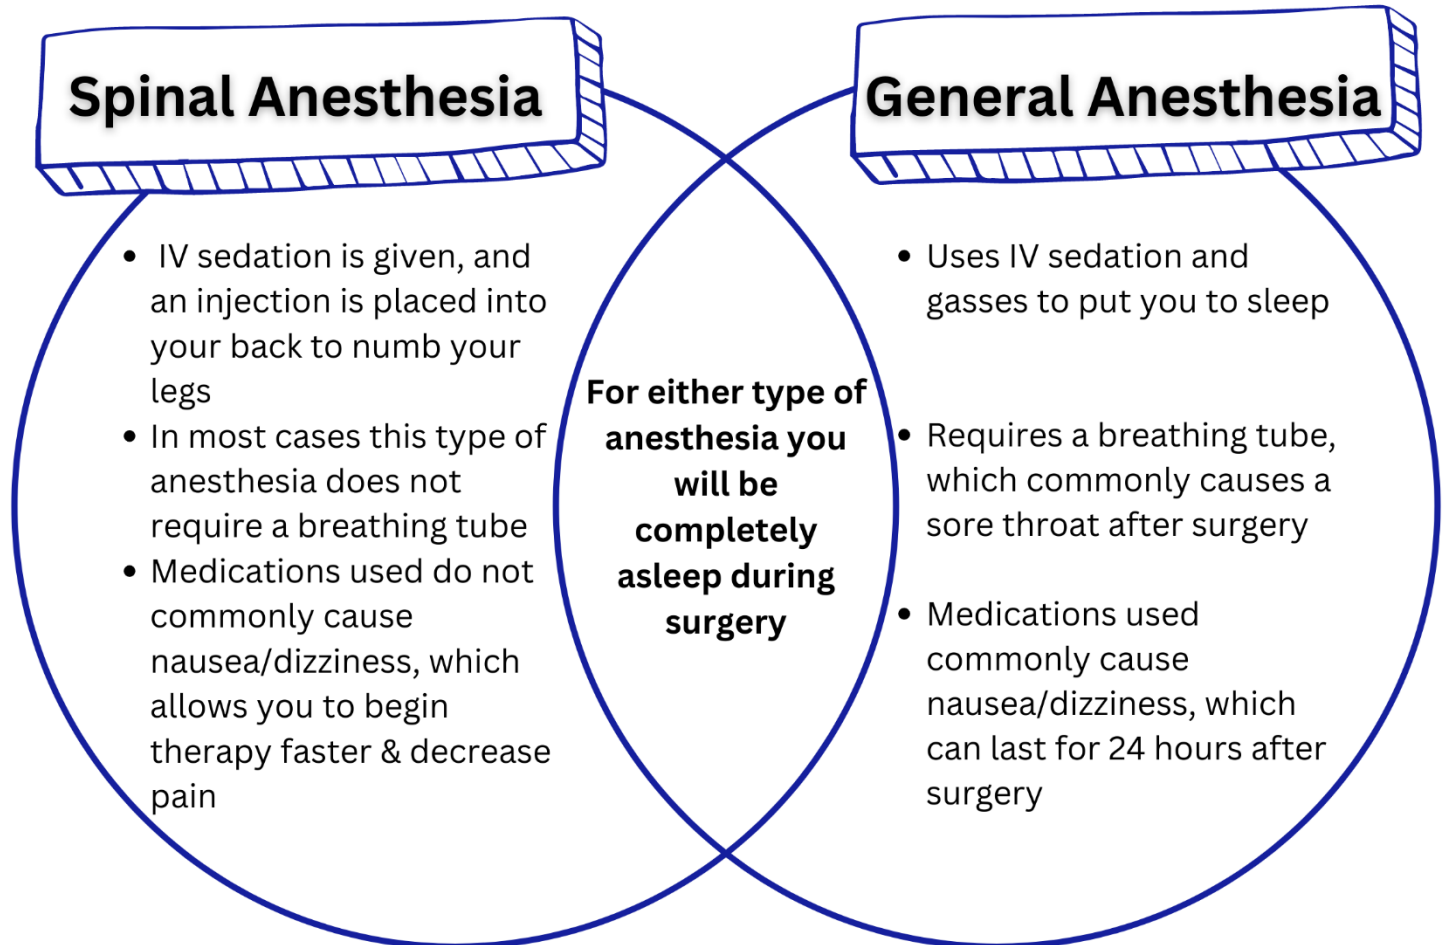 Spinal Anesthesia
• IV sedation is given, and
an injection is placed into
your back to numb your
legs
• In most cases this type of
anesthesia does not
require a breathing tube
• Medications used do not
commonly cause
nausea/dizziness, which
allows you to begin
therapy faster & decrease
pain
For either type of
anesthesia you
will be
completely
asleep during
surgery
General Anesthesia
• Uses IV sedation and
gasses to put you to sleep
• Requires a breathing tube,
which commonly causes a
sore throat after surgery
• Medications used
commonly cause
nausea/dizziness, which
can last for 24 hours after
surgery